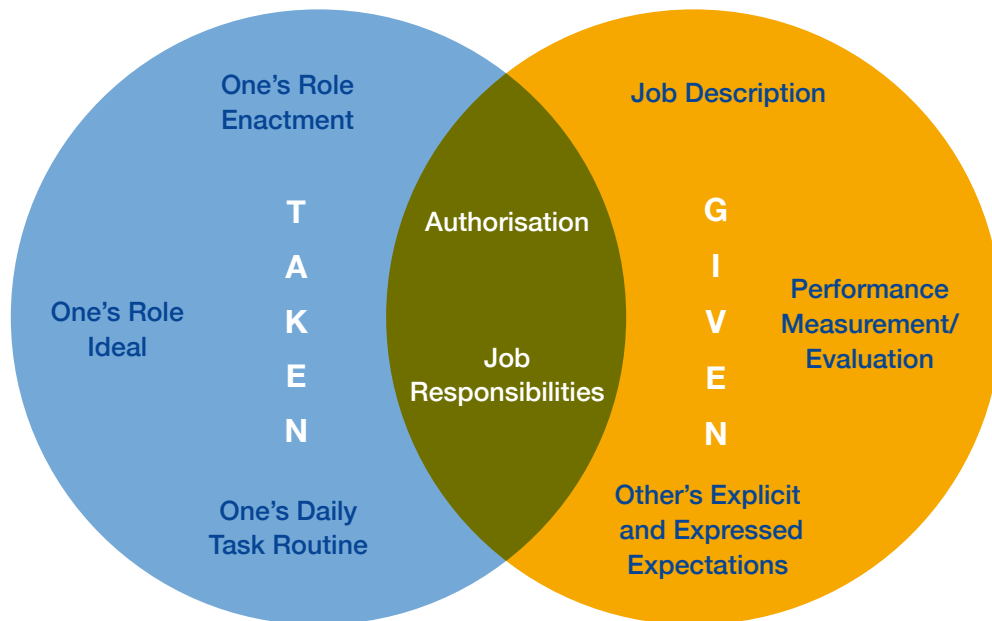 One's Role
Enactment
T
A
K
E
N
One's Role
Ideal
One's Daily
Task Routine
Authorisation
Job
Responsibilities
Job Description
G
I
V
E
N
Performance
Measurement/
Evaluation
Other's Explicit
and Expressed
Expectations